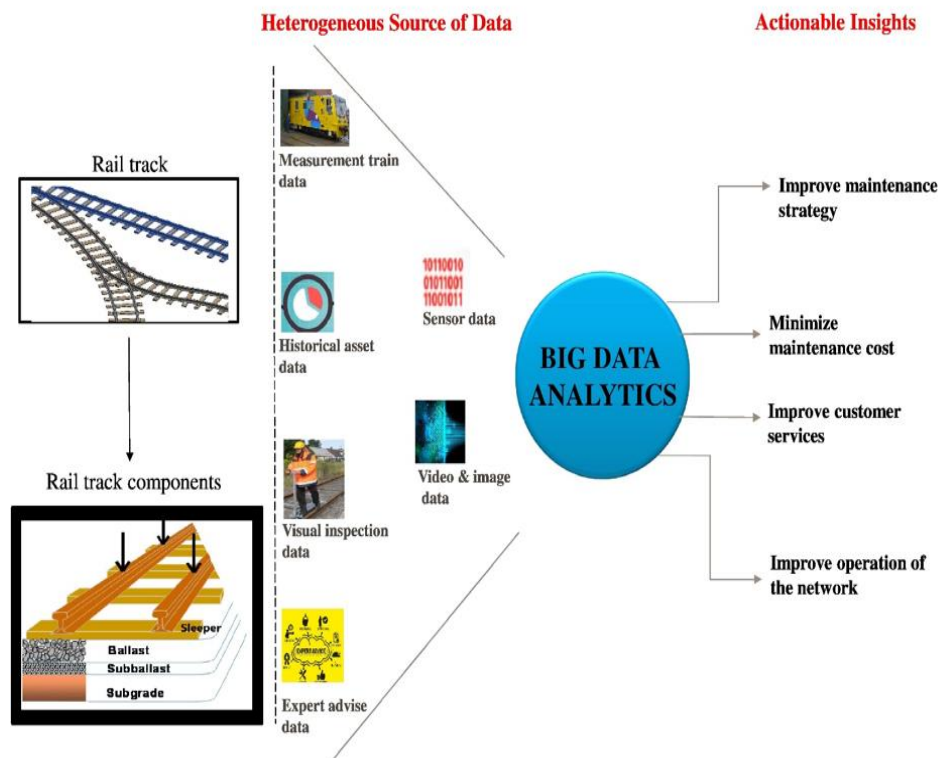 Heterogeneous Source of Data
Actionable Insights
Rail track
Rail track components
Sleeper
Ballast
Subballast
Subgrade
Measurement train
data
Historical asset
data
Visual inspection
data
EXPERT ADVICE
Expert advise
data
10110010
01011001
11001011
Sensor data
Video & image
data
BIG DATA
ANALYTICS
Improve maintenance
strategy
Minimize
maintenance cost
Improve customer
services
Improve operation of
the network